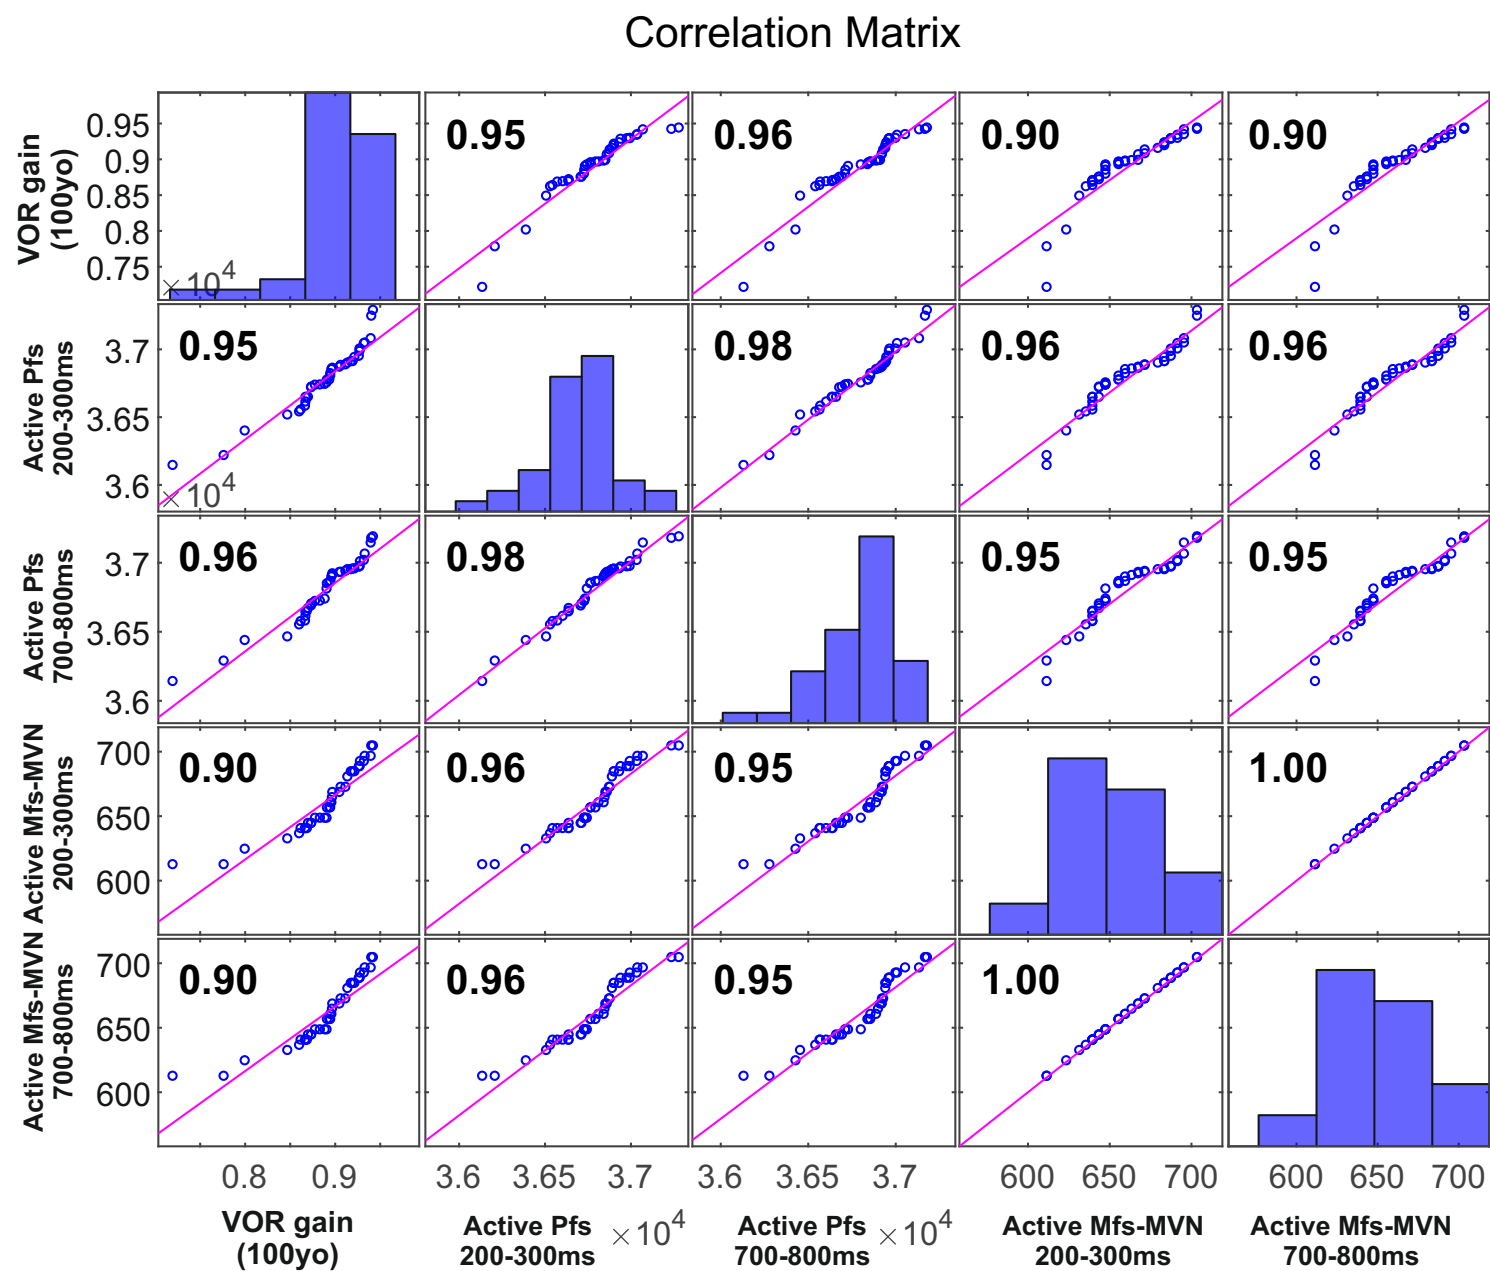 Correlation Matrix
VOR gain
(100yo)
0.95
0.9
0.85
0.8
0.75
× 10^4
0.95
0.96
0.90
0.90
Active Pfs
200-300ms
3.7
3.65
3.6
× 10^4
0.95
0.98
0.96
0.96
Active Pfs
700-800ms
3.7
3.65
3.6
0.96
0.98
0.95
0.95
Active Mfs-MVN
200-300ms
700
650
600
0.90
0.96
0.95
1.00
Active Mfs-MVN
700-800ms
700
650
600
0.90
0.96
0.95
1.00
0.8 0.9
3.6 3.65 3.7
3.6 3.65 3.7
600 650 700
600 650 700
VOR gain
(100yo)
Active Pfs
200-300ms
×10^4
Active Pfs
700-800ms
×10^4
Active Mfs-MVN
200-300ms
Active Mfs-MVN
700-800ms